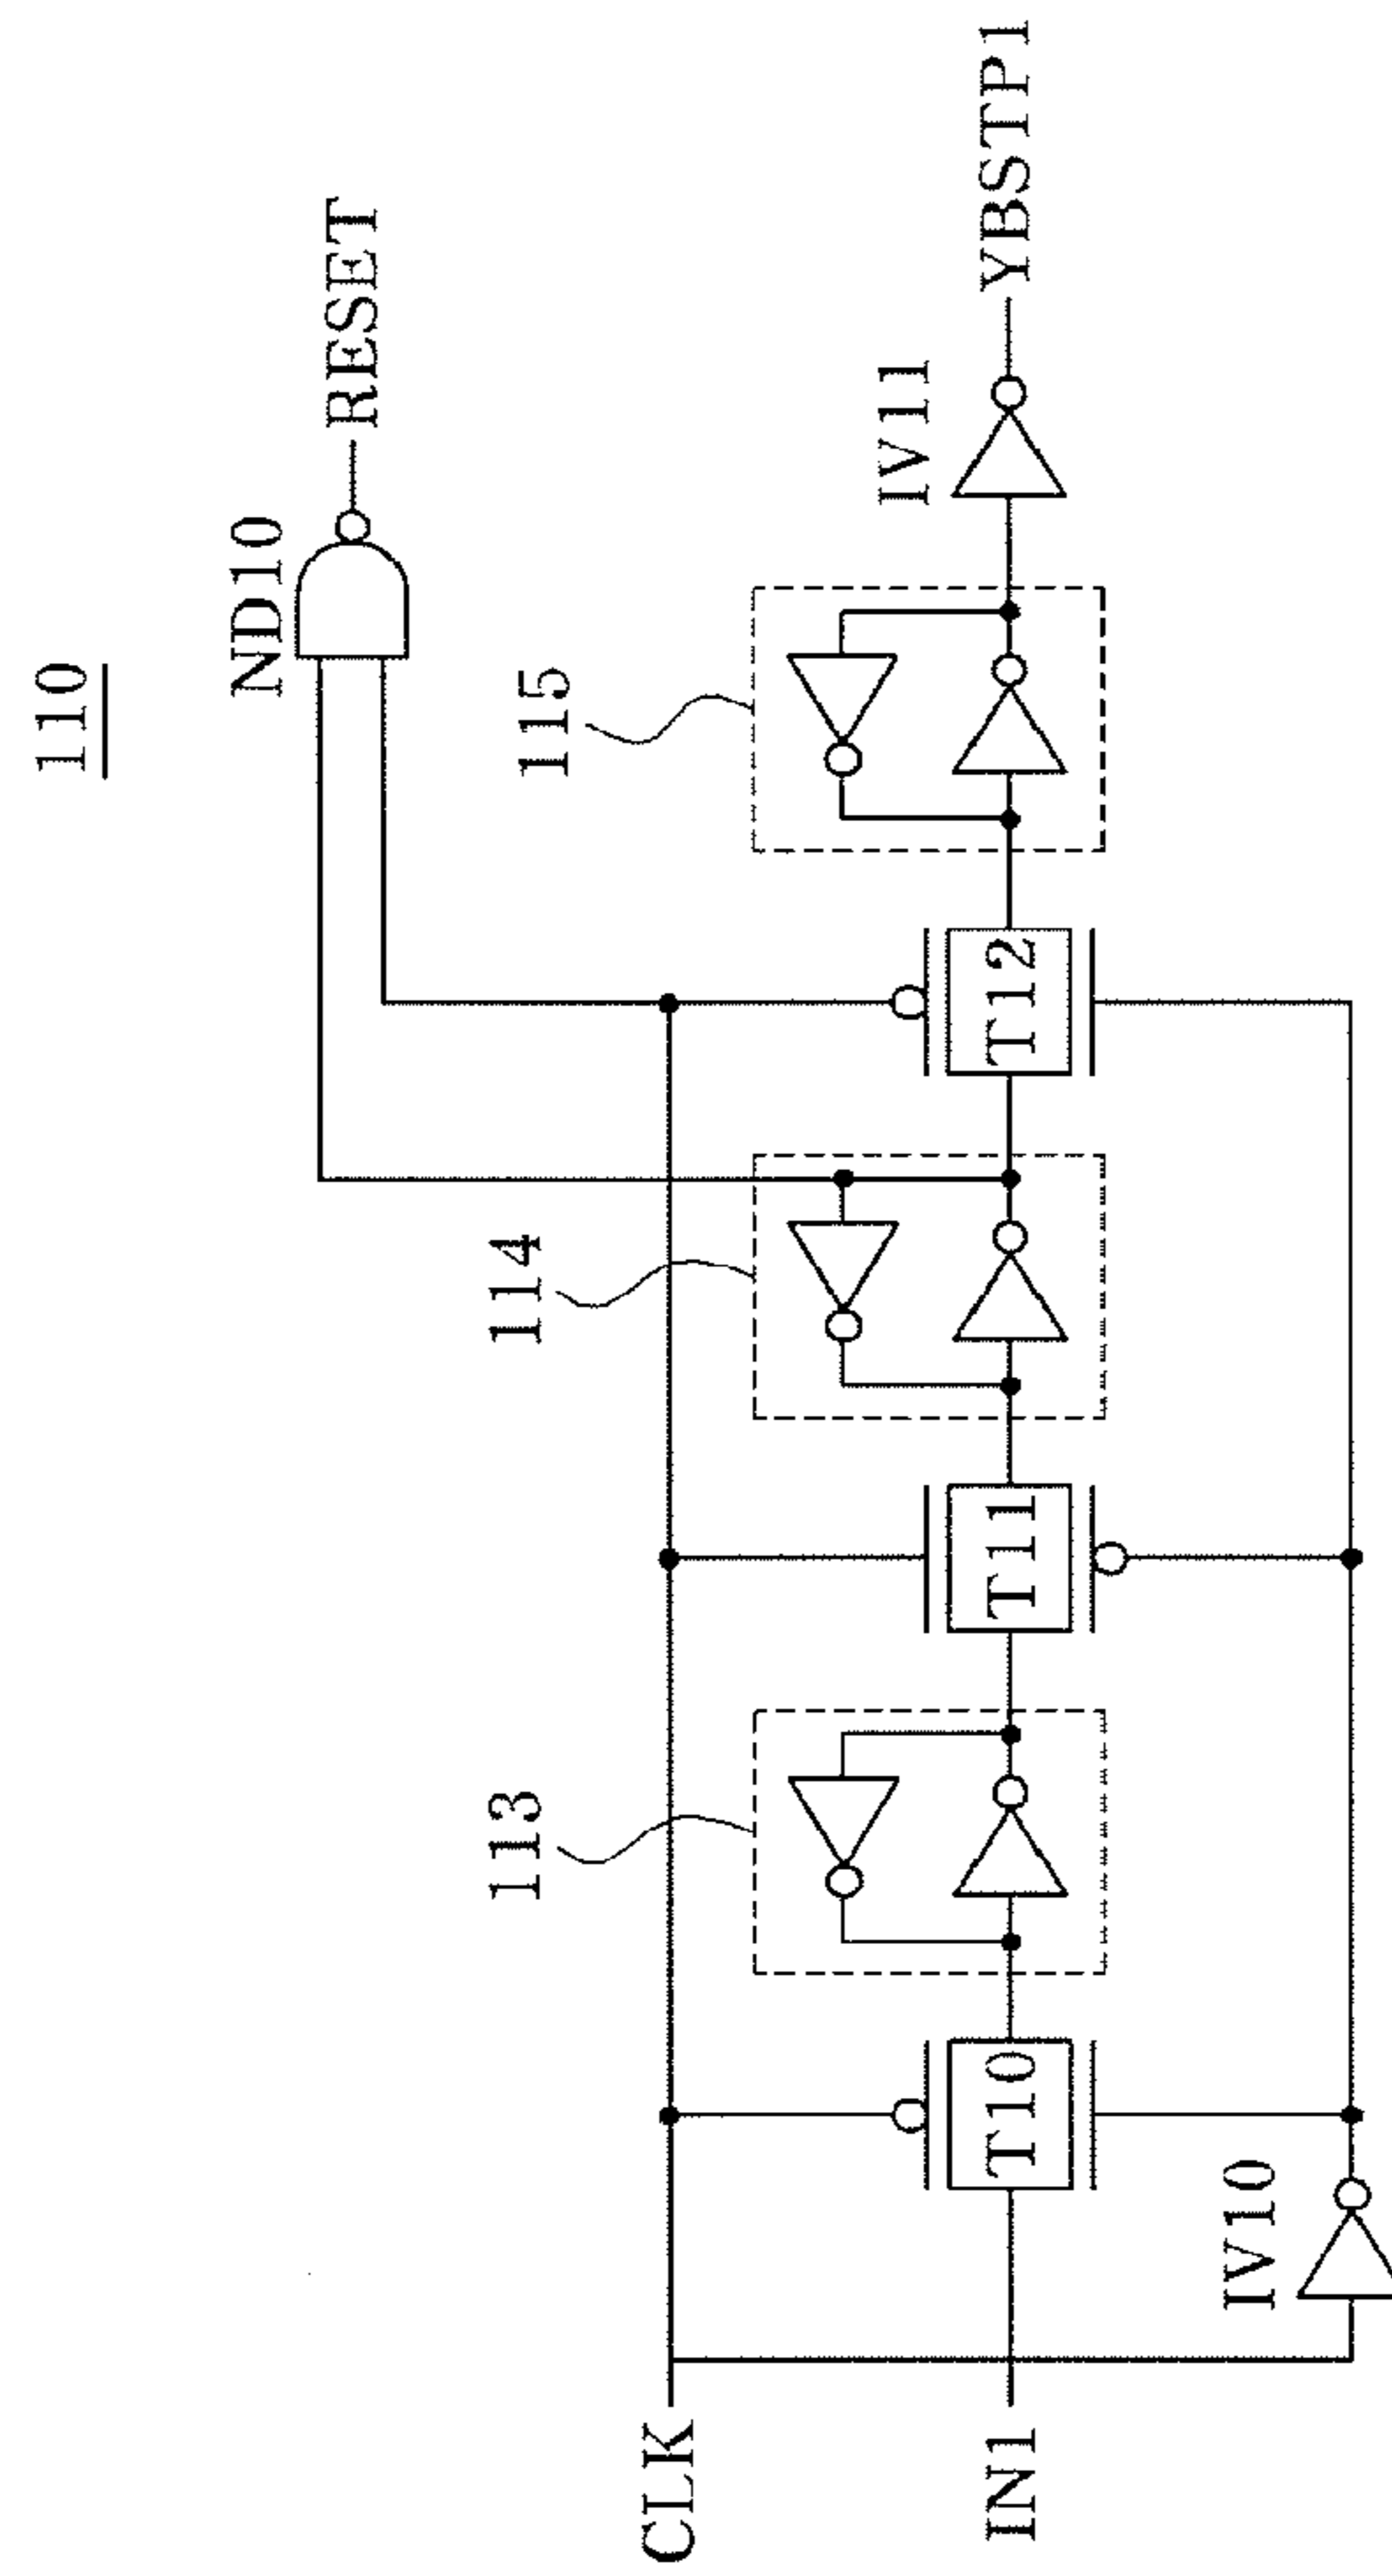 110
ND10
RESET
115
IV11
YBSTP1
114
113
T12
T11
T10
IV10
CLK
IN1